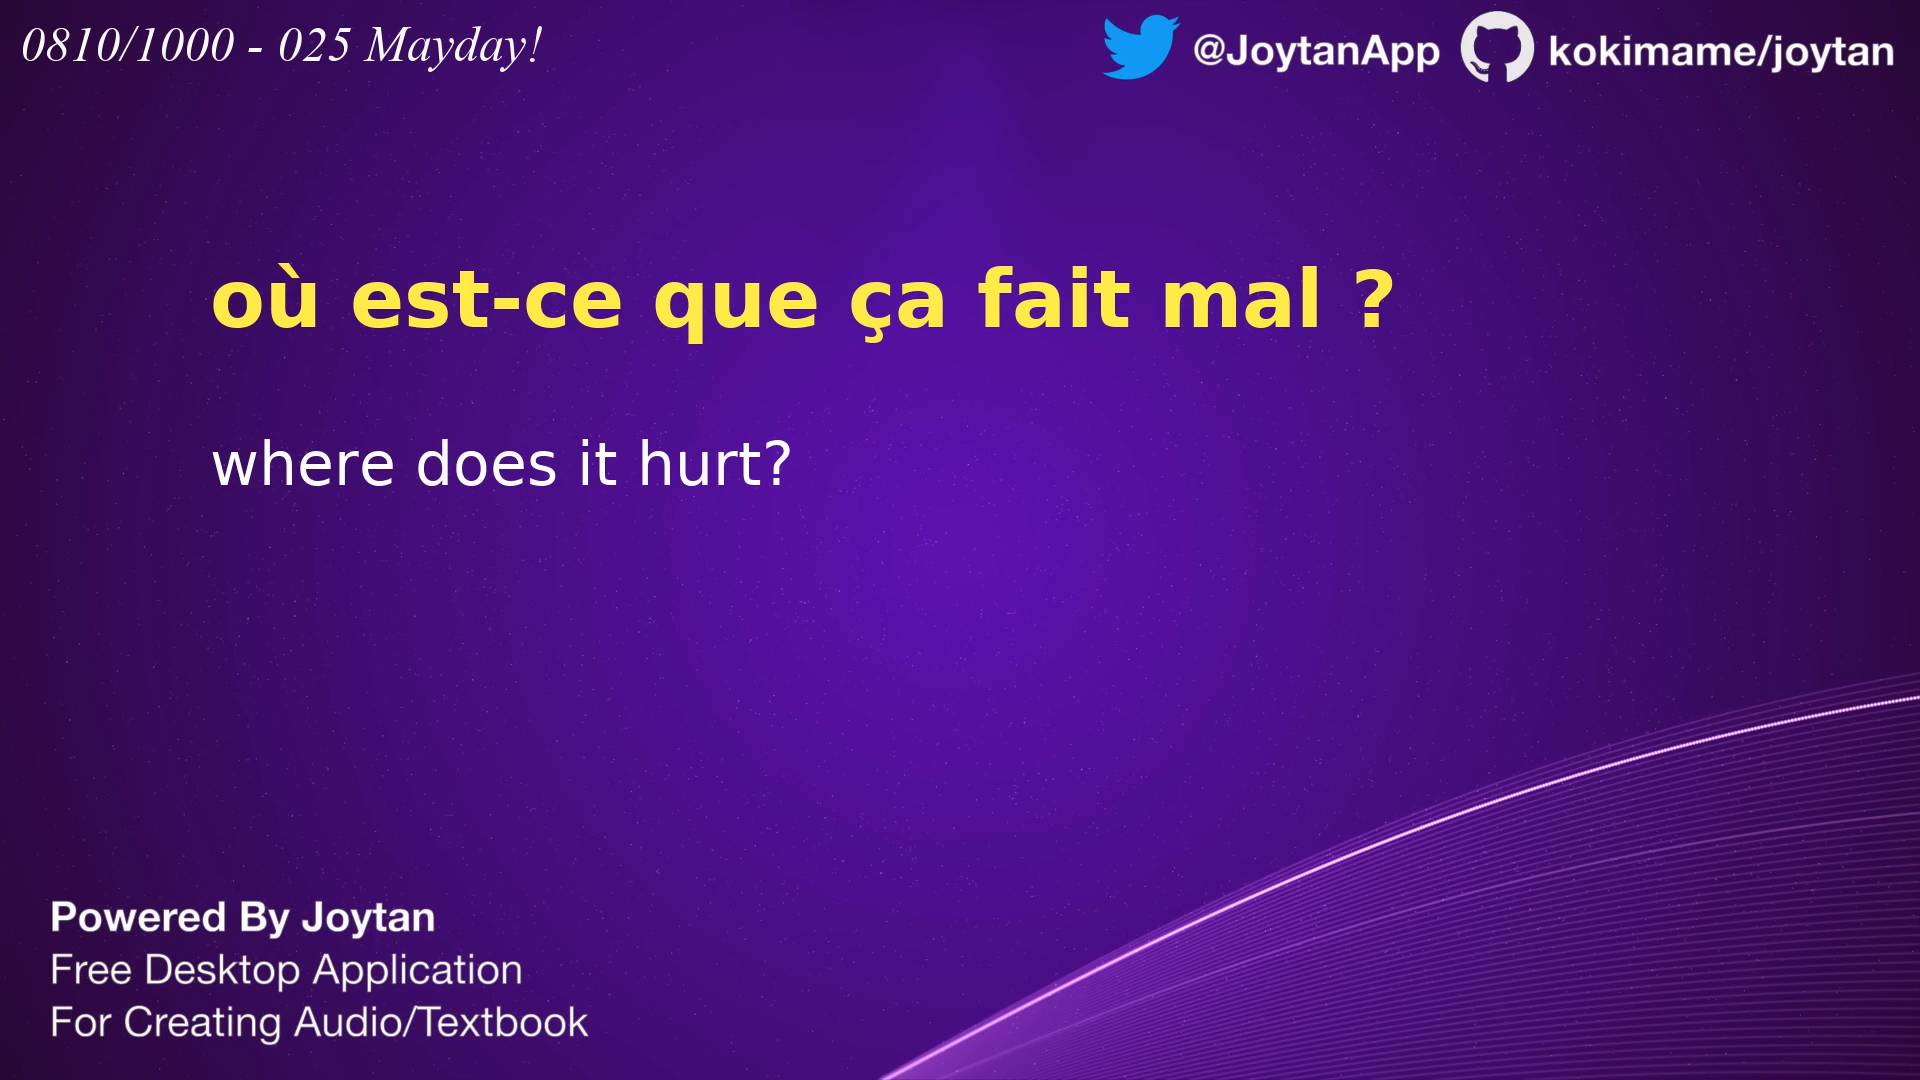 0810/1000 - 025 Mayday!
@JoytanApp kokimame/joytan
où est-ce que ça fait mal ?
where does it hurt?
Powered By Joytan
Free Desktop Application
For Creating Audio/Textbook